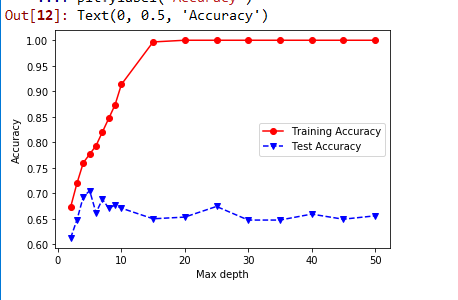 Out[12]: Text(0, 0.5, 'Accuracy')
1.00
0.95
0.90
0.85
0.80
0.75
0.70
0.65
0.60
Accuracy
Training Accuracy
Test Accuracy
0 10 20 30 40 50
Max depth